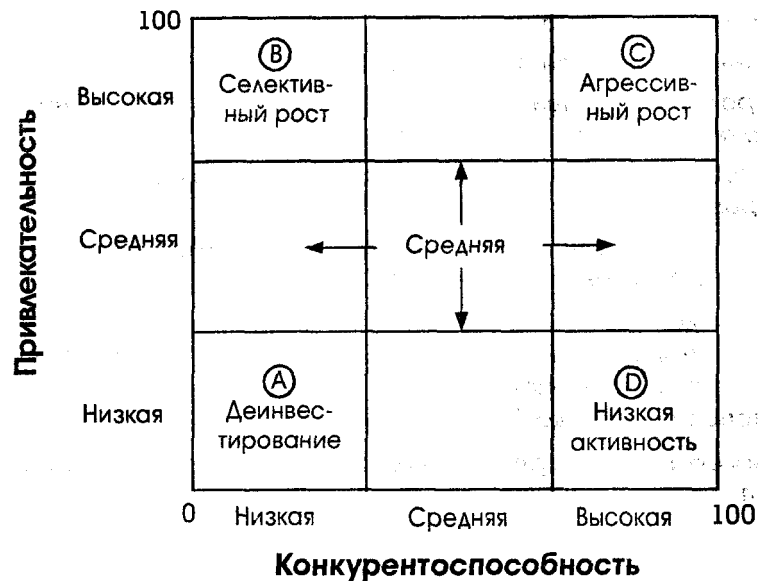 100
B
C
Селектив-
ный рост
Агрессив-
ный рост
Высокая
Привлекательность
Средняя
Средняя
A
D
Деинвес-
тирование
Низкая
активность
Низкая
0
Низкая
Средняя
Высокая
100
Конкурентоспособность